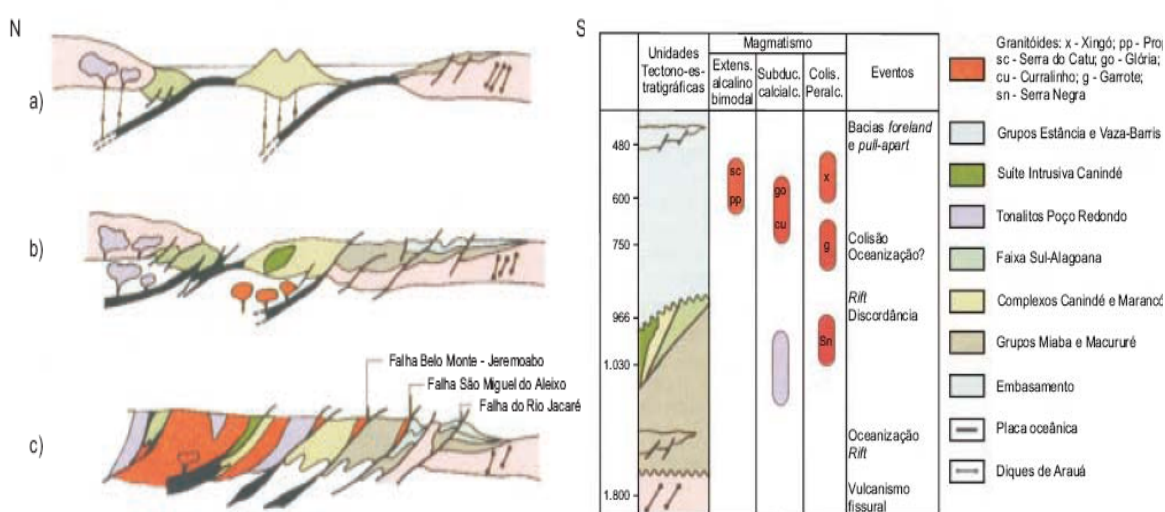 N
S
a)
b)
c)
Falha Belo Monte - Jeremoabo
Falha São Miguel do Aleixo
Falha do Rio Jacaré
Unidades
Tectono-es-
tratigráficas
Magmatismo
Extens.
alcalino
bimodal
Subduc.
calcialc.
Colis.
Peralc.
Eventos
480
600
750
966
1.030
1.800
sc
pp
go
cu
x
g
Sn
Bacias foreland
e pull-apart
Colisão
Oceanização?
Rift
Discordância
Oceanização
Rift
Vulcanismo
fissural
Granitóides: x - Xingó; pp - Prop
sc - Serra do Catu; go - Glória;
cu - Curralinho; g - Garrote;
sn - Serra Negra
Grupos Estância e Vaza-Barris
Suíte Intrusiva Canindé
Tonalitos Poço Redondo
Faixa Sul-Alagoana
Complexos Canindé e Marancó
Grupos Miaba e Macururé
Embasamento
Placa oceânica
Diques de Arauá